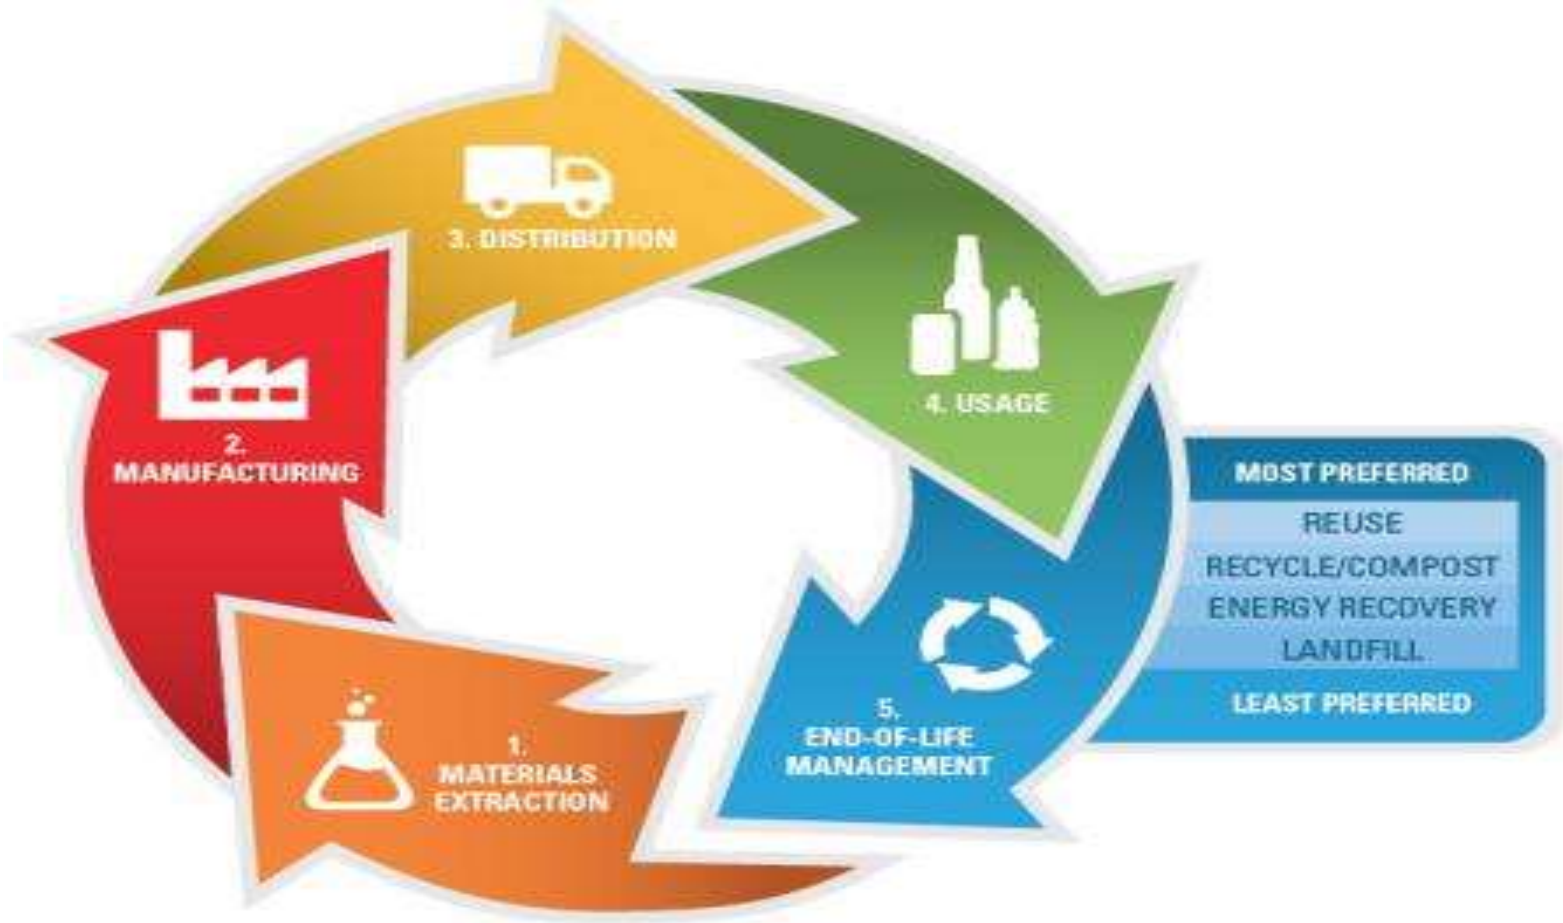 3. DISTRIBUTION
4. USAGE
2.
MANUFACTURING
MOST PREFERRED
REUSE
RECYCLE/COMPOST
ENERGY RECOVERY
LANDFILL
LEAST PREFERRED
5.
END-OF-LIFE
MANAGEMENT
1.
MATERIALS
EXTRACTION